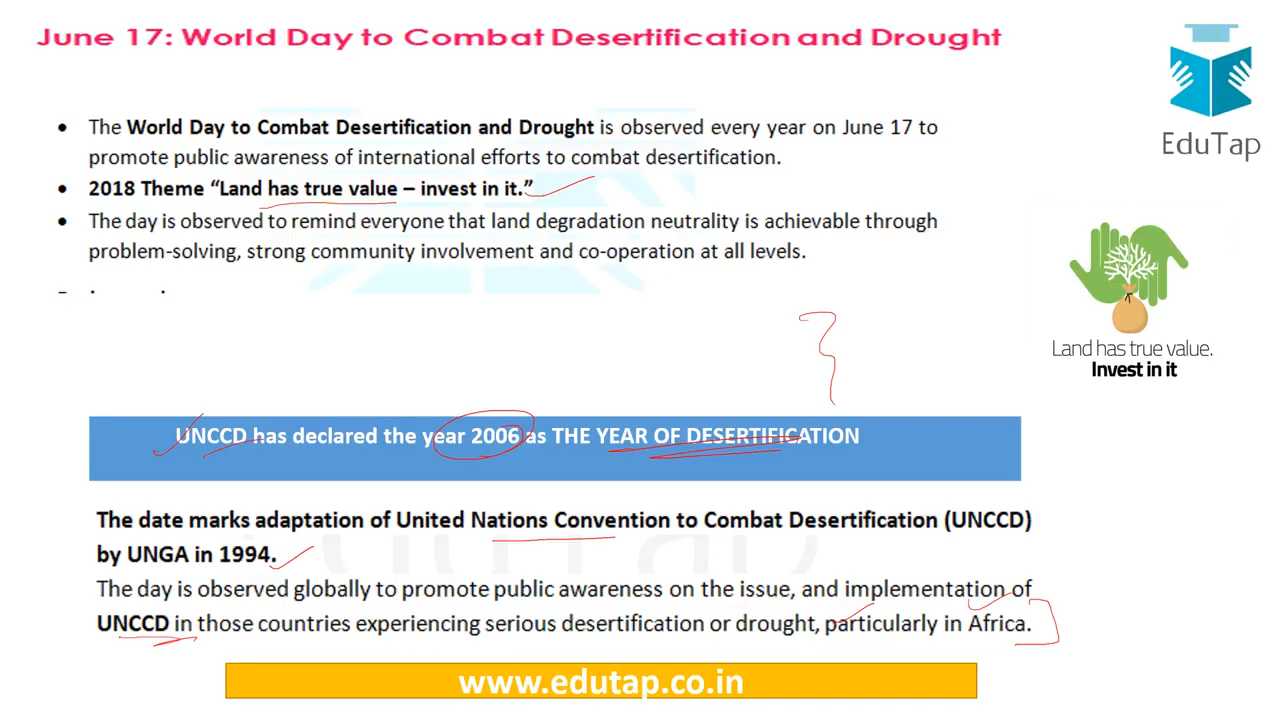 June 17: World Day to Combat Desertification and Drought
EduTap
• The World Day to Combat Desertification and Drought is observed every year on June 17 to
promote public awareness of international efforts to combat desertification.
• 2018 Theme “Land has true value – invest in it.”
• The day is observed to remind everyone that land degradation neutrality is achievable through
problem-solving, strong community involvement and co-operation at all levels.
Land has true value.
Invest in it
UNCCD has declared the year 2006 as THE YEAR OF DESERTIFICATION
The date marks adaptation of United Nations Convention to Combat Desertification (UNCCD)
by UNGA in 1994.
The day is observed globally to promote public awareness on the issue, and implementation of
UNCCD in those countries experiencing serious desertification or drought, particularly in Africa.
www.edutap.co.in